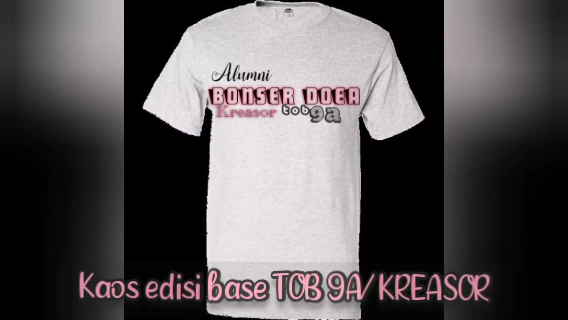 Alumni
BONSER DOEA
Kreasor tob 9a
Kaos edisi base TOB 9A/ KREASOR